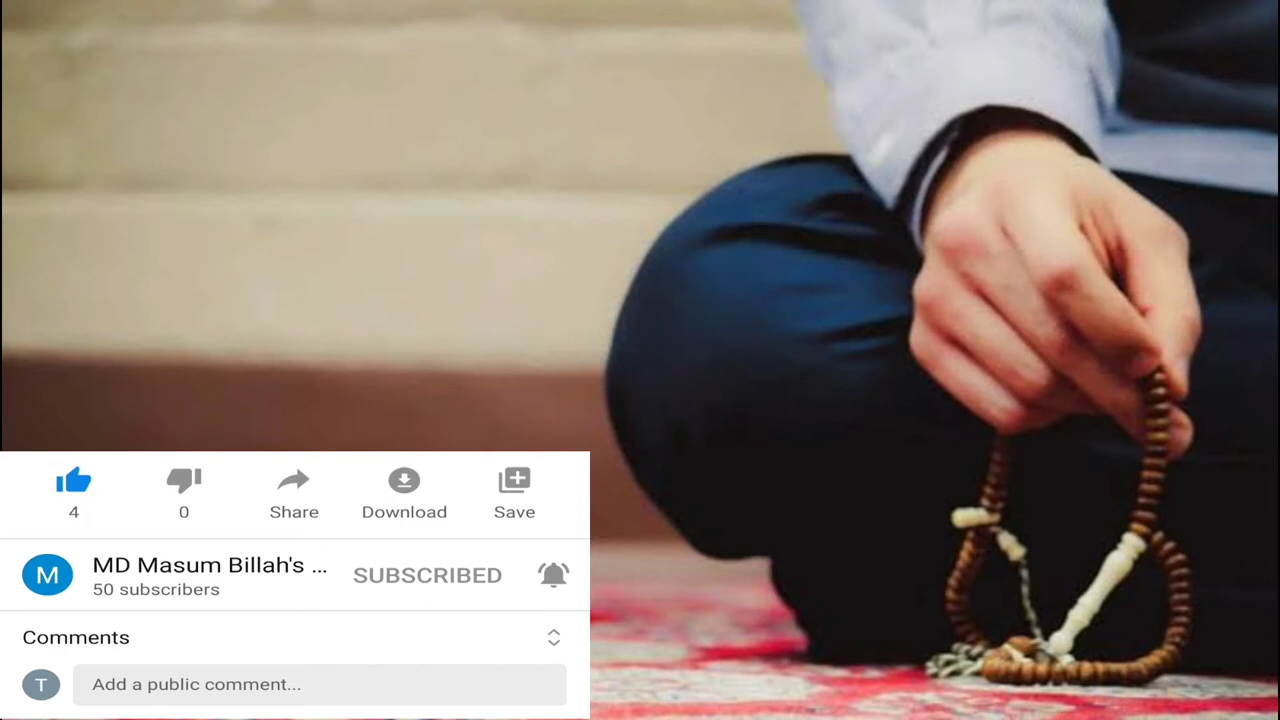 4
0
Share
Download
Save
M
MD Masum Billah's ...
50 subscribers
SUBSCRIBED
Comments
T
Add a public comment...